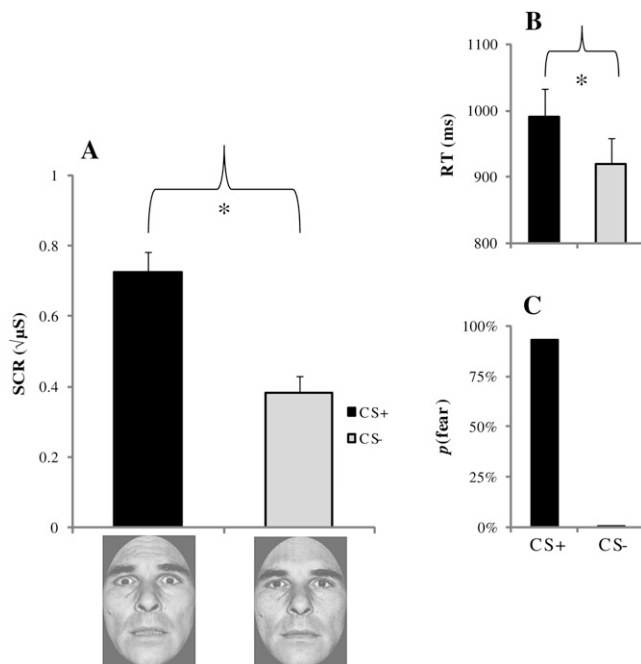 A
SCR (√µS)
1
0.8
0.6
0.4
0.2
0
*
CS+
CS-
B
RT (ms)
1100
1000
900
800
*
C
p(fear)
100%
75%
50%
25%
0%
CS+ CS-